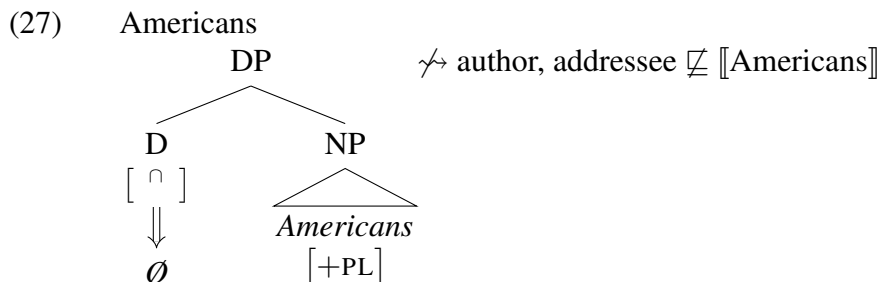 (27) Americans
DP ↝̸ author, addressee ⋢ ⟦Americans⟧
D NP
[ ∩ ]
⇓ Americans
Ø [+PL]